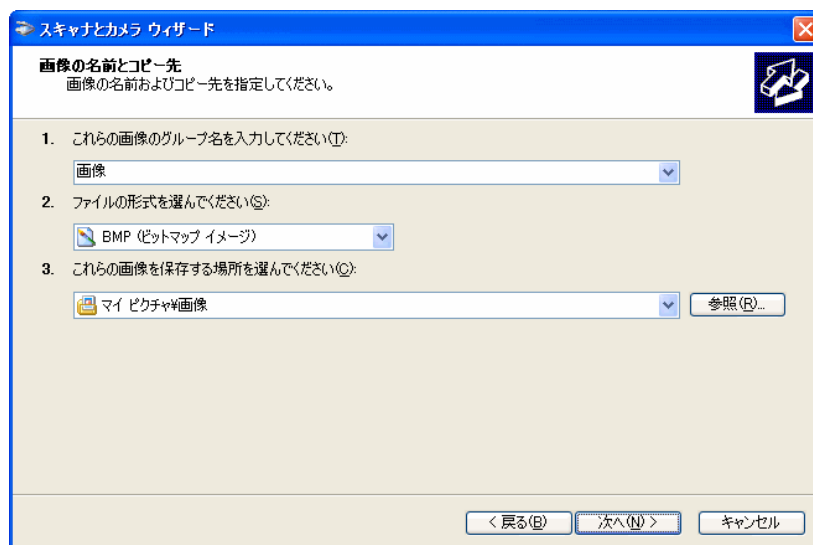 スキャナとカメラ ウィザード
画像の名前とコピー先
画像の名前およびコピー先を指定してください。
1. これらの画像のグループ名を入力してください(T):
画像
2. ファイルの形式を選んでください(S):
BMP (ビットマップ イメージ)
3. これらの画像を保存する場所を選んでください(C):
マイ ピクチャ¥画像
参照(R)...
< 戻る(B)
次へ(N) >
キャンセル